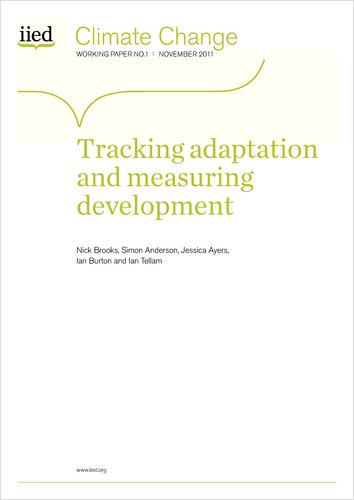 iied
Climate Change
WORKING PAPER NO.1 : NOVEMBER 2011
Tracking adaptation
and measuring
development
Nick Brooks, Simon Anderson, Jessica Ayers,
Ian Burton and Ian Tellam
www.iied.org